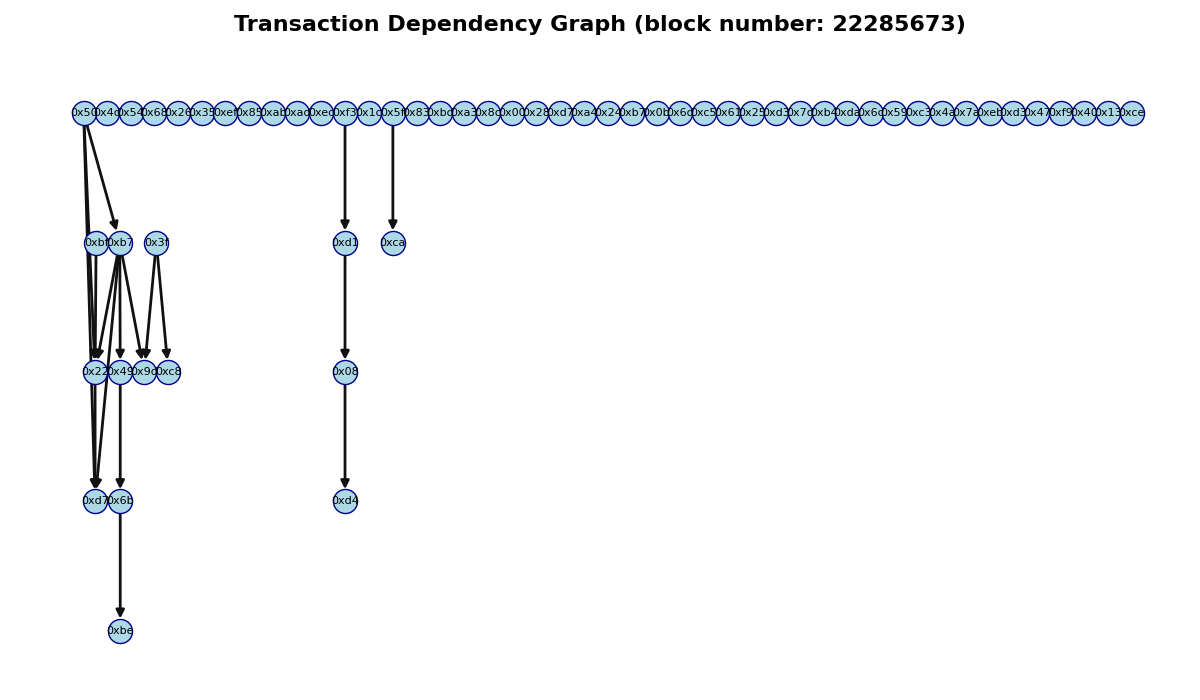 Transaction Dependency Graph (block number: 22285673)
0x50 0x4d 0x54 0x68 0x26 0x35 0xef 0x85 0xab 0xad 0xec 0xf3 0x1c 0x5f 0x83 0xbc 0xa3 0x8c 0x00 0x28 0xd7 0xa4 0x24 0xb7 0x0b 0x6c 0xc5 0x61 0x25 0xd3 0x7c 0xb4 0xda 0x6c 0x59 0xc3 0x4a 0x7a 0xeb 0xd3 0x47 0xf9 0x40 0x13 0xce
0xbf 0xb7 0x3f 0xd1 0xca
0x22 0x49 0x9d 0xc8 0x08
0xd7 0x6b 0xd4
0xbe